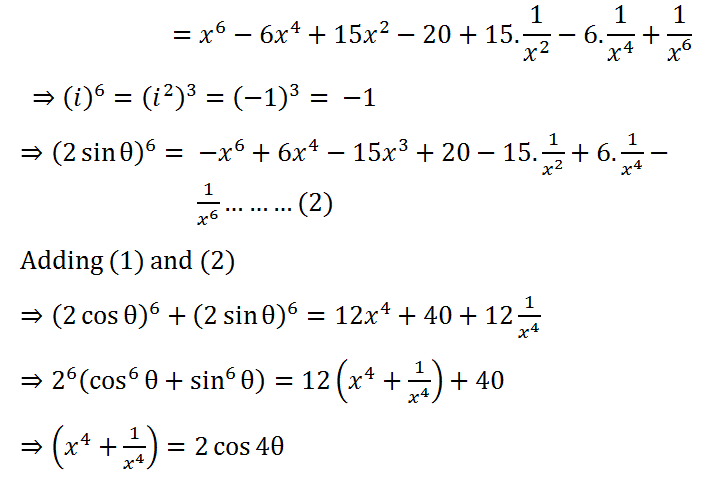 = x⁶ − 6x⁴ + 15x² − 20 + 15.1/x² − 6.1/x⁴ + 1/x⁶
⇒ (i)⁶ = (i²)³ = (−1)³ = −1
⇒ (2 sin θ)⁶ = −x⁶ + 6x⁴ − 15x³ + 20 − 15.1/x² + 6.1/x⁴ −
1/x⁶ … … … (2)
Adding (1) and (2)
⇒ (2 cos θ)⁶ + (2 sin θ)⁶ = 12x⁴ + 40 + 12 1/x⁴
⇒ 2⁶(cos⁶ θ + sin⁶ θ) = 12 (x⁴ + 1/x⁴) + 40
⇒ (x⁴ + 1/x⁴) = 2 cos 4θ